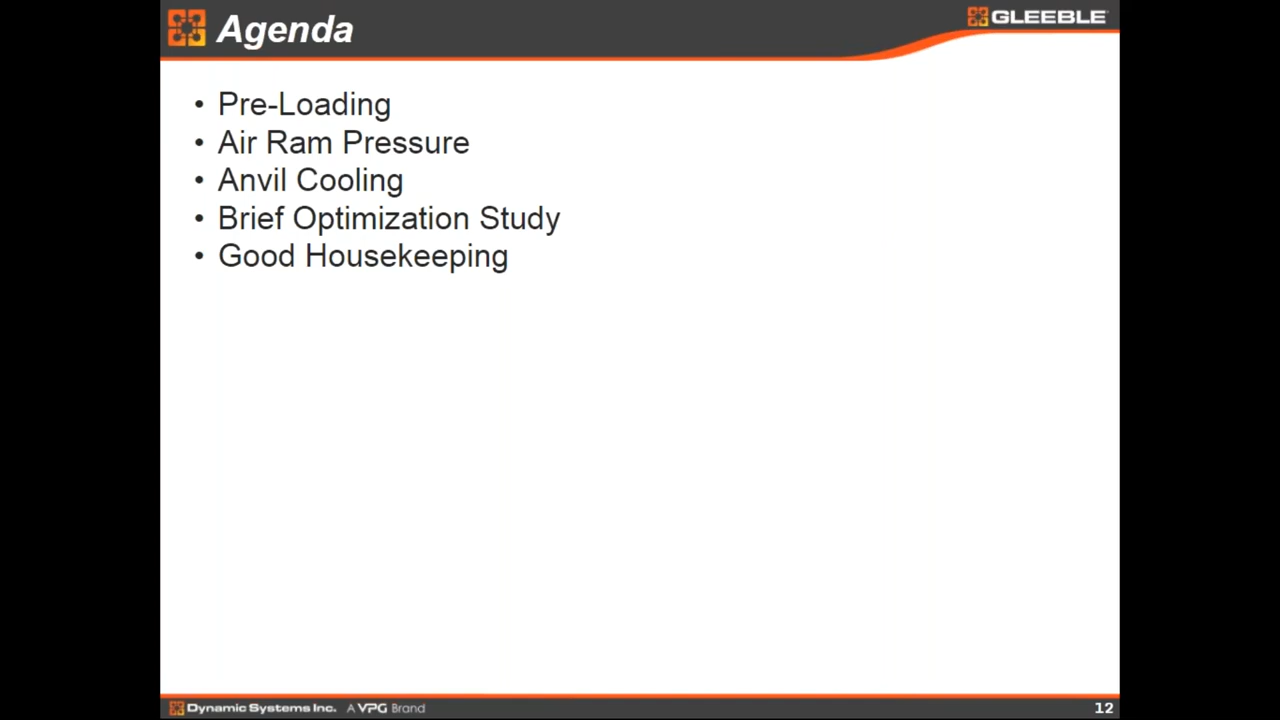 Agenda
GLEEBLE
• Pre-Loading
• Air Ram Pressure
• Anvil Cooling
• Brief Optimization Study
• Good Housekeeping
Dynamic Systems Inc. A VPG Brand
12